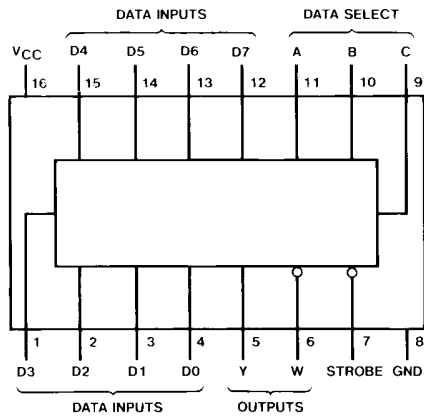 DATA INPUTS DATA SELECT
VCC D4 D5 D6 D7 A B C
16 15 14 13 12 11 10 9
1 2 3 4 5 6 7 8
D3 D2 D1 D0 Y W STROBE GND
DATA INPUTS OUTPUTS